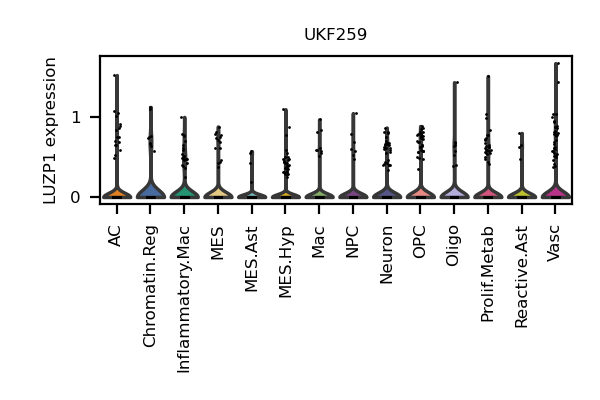 UKF259
LUZP1 expression
1
0
AC
Chromatin.Reg
Inflammatory.Mac
MES
MES.Ast
MES.Hyp
Mac
NPC
Neuron
OPC
Oligo
Prolif.Metab
Reactive.Ast
Vasc